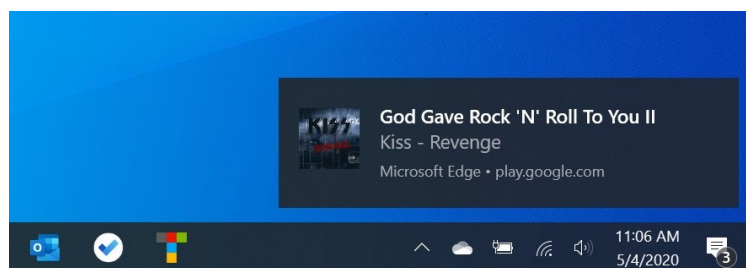 KISS
God Gave Rock 'N' Roll To You II
Kiss - Revenge
Microsoft Edge • play.google.com
11:06 AM
5/4/2020
3